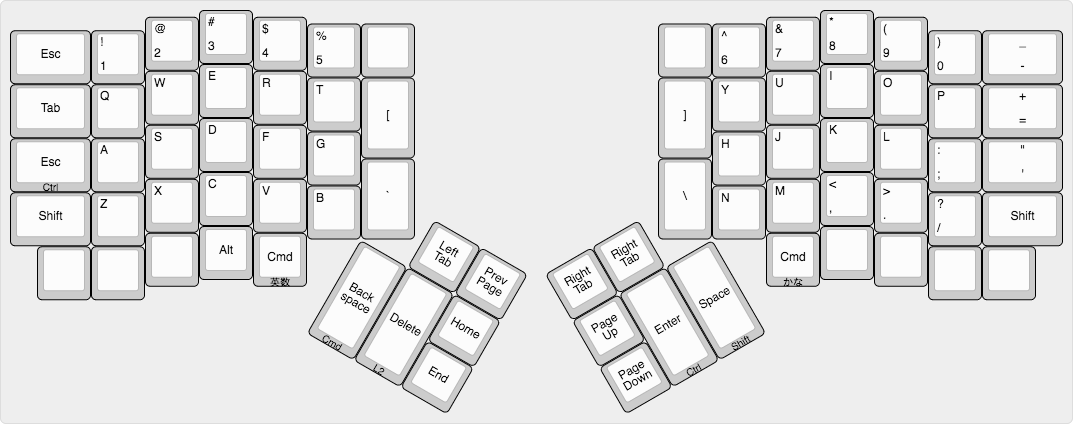 Esc
!
1
@
2
#
3
$
4
%
5
Tab
Q
W
E
R
T
[
Esc
Ctrl
A
S
D
F
G
Shift
Z
X
C
V
B
`
Alt
Cmd
英数
Left
Tab
Prev
Page
Back
space
Cmd
Delete
L2
Home
End
^
6
&
7
*
8
(
9
)
0
_
-
]
Y
U
I
O
P
+
=
H
J
K
L
:
;
"
'
\
N
M
<
,
>
.
?
/
Shift
Cmd
かな
Right
Tab
Right
Tab
Page
Up
Enter
Ctrl
Space
Shift
Page
Down